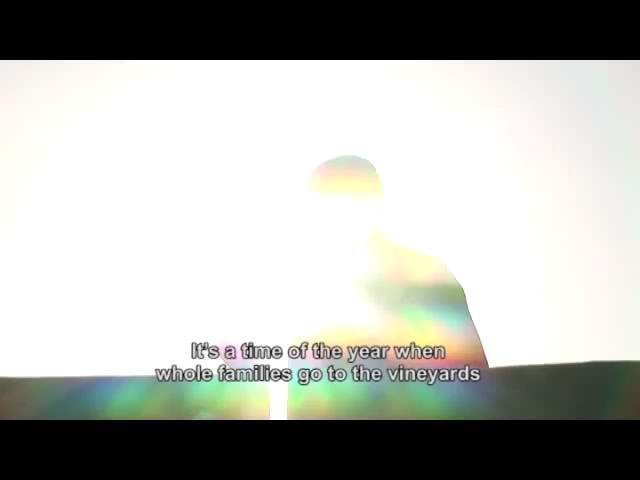 It's a time of the year when
whole families go to the vineyards